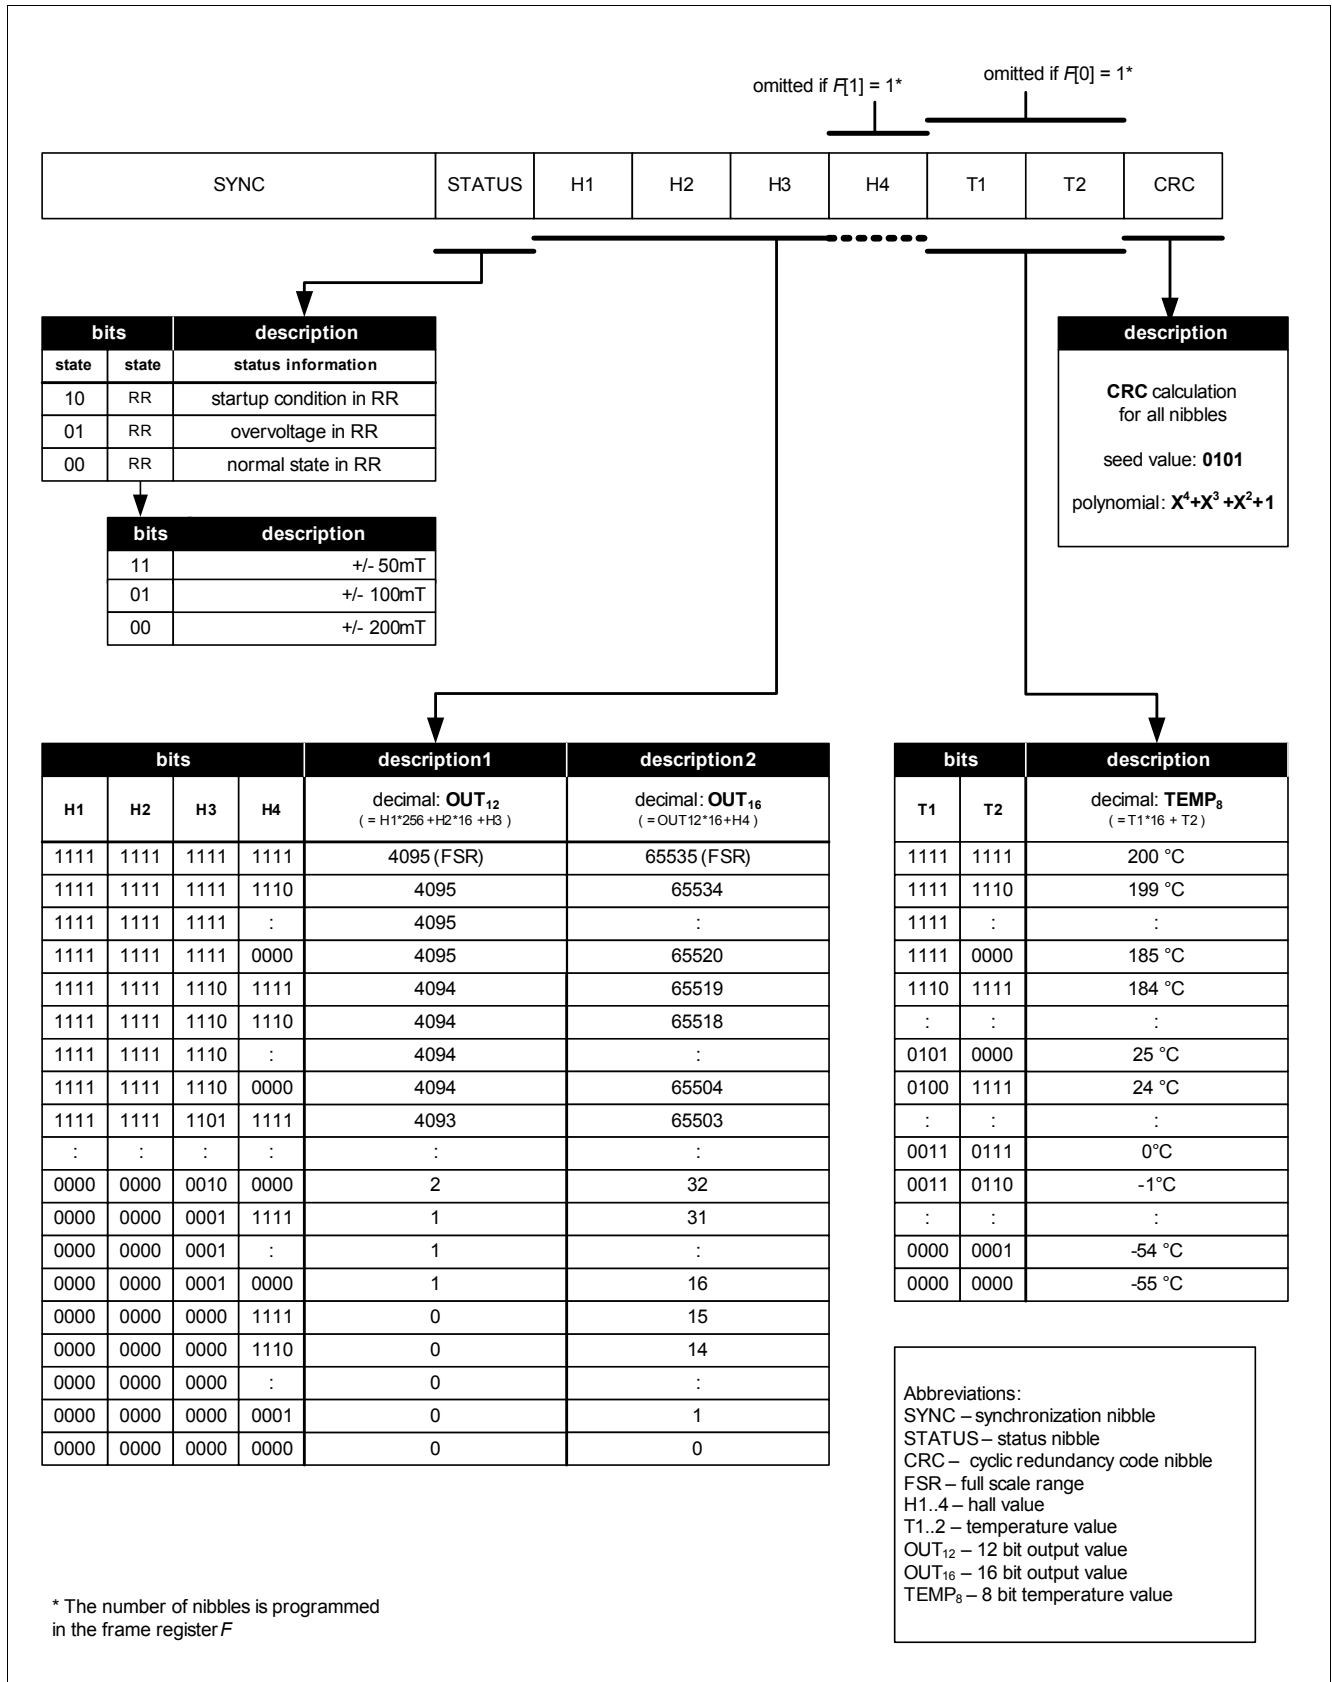 omitted if F[1] = 1*
omitted if F[0] = 1*
SYNC STATUS H1 H2 H3 H4 T1 T2 CRC
bits description
state state status information
10 RR startup condition in RR
01 RR overvoltage in RR
00 RR normal state in RR
bits description
11 +/- 50mT
01 +/- 100mT
00 +/- 200mT
description
CRC calculation
for all nibbles
seed value: 0101
polynomial: X⁴+X³+X²+1
bits description1 description2
H1 H2 H3 H4 decimal: OUT₁₂ decimal: OUT₁₆
( = H1*256 +H2*16 +H3 ) ( =OUT12*16+H4 )
1111 1111 1111 1111 4095 (FSR) 65535 (FSR)
1111 1111 1111 1110 4095 65534
1111 1111 1111 : 4095 :
1111 1111 1111 0000 4095 65520
1111 1111 1110 1111 4094 65519
1111 1111 1110 1110 4094 65518
1111 1111 1110 : 4094 :
1111 1111 1110 0000 4094 65504
1111 1111 1101 1111 4093 65503
: : : : : :
0000 0000 0010 0000 2 32
0000 0000 0001 1111 1 31
0000 0000 0001 : 1 :
0000 0000 0001 0000 1 16
0000 0000 0000 1111 0 15
0000 0000 0000 1110 0 14
0000 0000 0000 : 0 :
0000 0000 0000 0001 0 1
0000 0000 0000 0000 0 0
bits description
T1 T2 decimal: TEMP₈
( =T1*16 + T2 )
1111 1111 200 °C
1111 1110 199 °C
1111 : :
1111 0000 185 °C
1110 1111 184 °C
: : :
0101 0000 25 °C
0100 1111 24 °C
: : :
0011 0111 0°C
0011 0110 -1°C
: : :
0000 0001 -54 °C
0000 0000 -55 °C
Abbreviations:
SYNC – synchronization nibble
STATUS – status nibble
CRC – cyclic redundancy code nibble
FSR – full scale range
H1..4 – hall value
T1..2 – temperature value
OUT₁₂ – 12 bit output value
OUT₁₆ – 16 bit output value
TEMP₈ – 8 bit temperature value
* The number of nibbles is programmed
in the frame register F